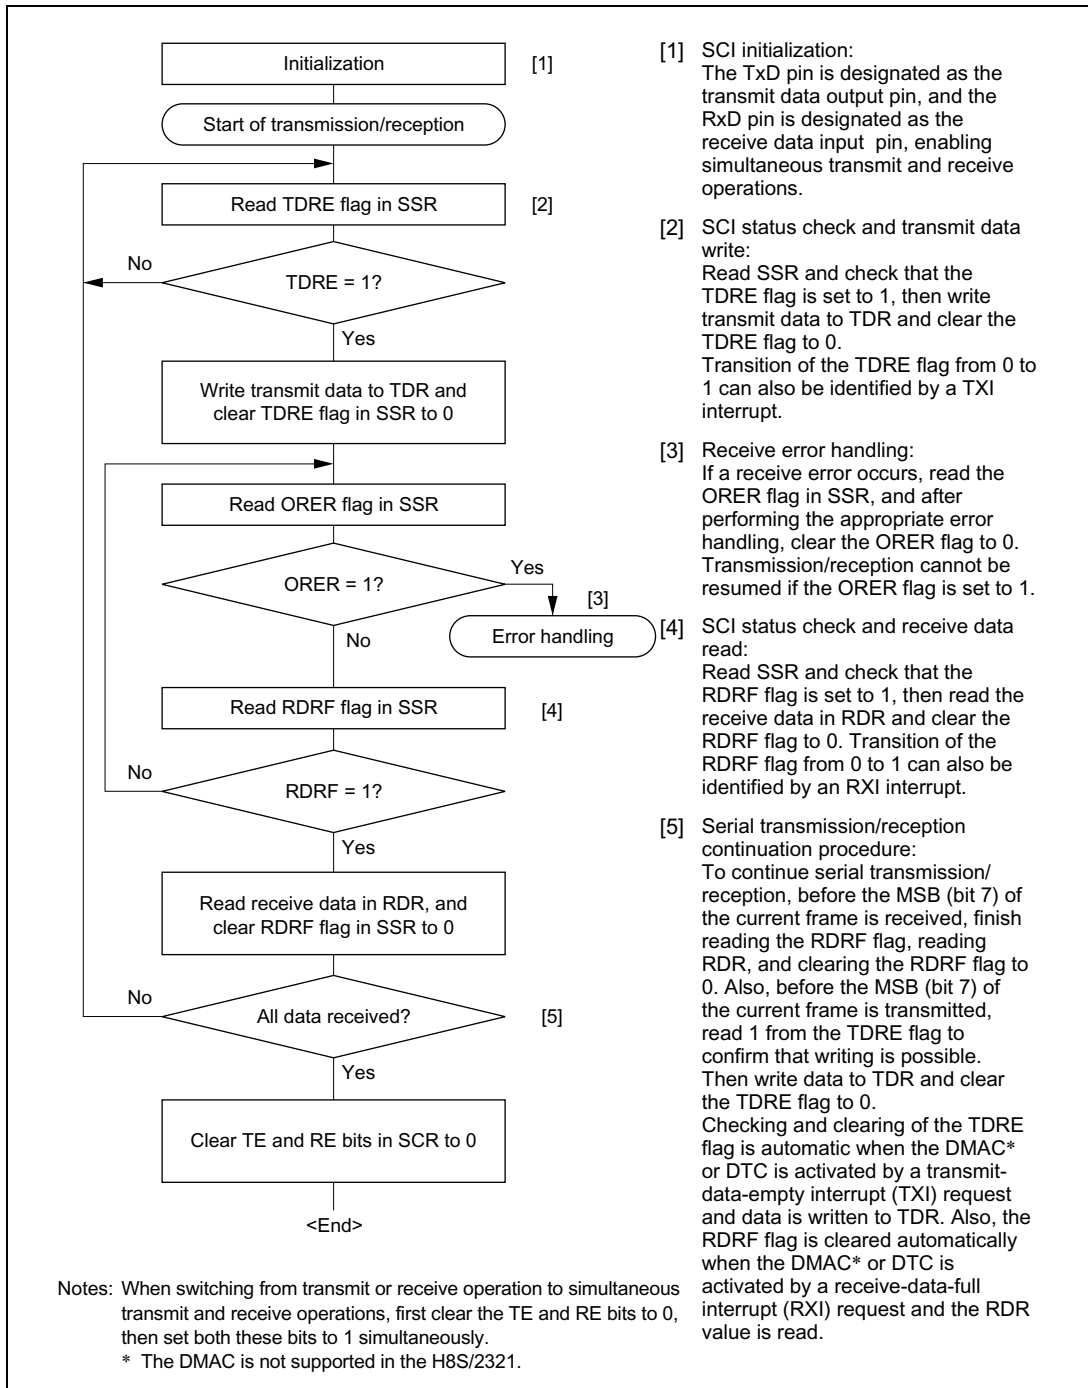 Initialization
[1]
Start of transmission/reception
Read TDRE flag in SSR
[2]
No
TDRE = 1?
Yes
Write transmit data to TDR and
clear TDRE flag in SSR to 0
Read ORER flag in SSR
ORER = 1?
Yes
[3]
Error handling
No
Read RDRF flag in SSR
[4]
No
RDRF = 1?
Yes
Read receive data in RDR, and
clear RDRF flag in SSR to 0
No
All data received?
[5]
Yes
Clear TE and RE bits in SCR to 0
<End>
[1] SCI initialization:
The TxD pin is designated as the
transmit data output pin, and the
RxD pin is designated as the
receive data input pin, enabling
simultaneous transmit and receive
operations.
[2] SCI status check and transmit data
write:
Read SSR and check that the
TDRE flag is set to 1, then write
transmit data to TDR and clear the
TDRE flag to 0.
Transition of the TDRE flag from 0 to
1 can also be identified by a TXI
interrupt.
[3] Receive error handling:
If a receive error occurs, read the
ORER flag in SSR, and after
performing the appropriate error
handling, clear the ORER flag to 0.
Transmission/reception cannot be
resumed if the ORER flag is set to 1.
[4] SCI status check and receive data
read:
Read SSR and check that the
RDRF flag is set to 1, then read the
receive data in RDR and clear the
RDRF flag to 0. Transition of the
RDRF flag from 0 to 1 can also be
identified by an RXI interrupt.
[5] Serial transmission/reception
continuation procedure:
To continue serial transmission/
reception, before the MSB (bit 7) of
the current frame is received, finish
reading the RDRF flag, reading
RDR, and clearing the RDRF flag to
0. Also, before the MSB (bit 7) of
the current frame is transmitted,
read 1 from the TDRE flag to
confirm that writing is possible.
Then write data to TDR and clear
the TDRE flag to 0.
Checking and clearing of the TDRE
flag is automatic when the DMAC*
or DTC is activated by a transmit-
data-empty interrupt (TXI) request
and data is written to TDR. Also, the
RDRF flag is cleared automatically
when the DMAC* or DTC is
activated by a receive-data-full
interrupt (RXI) request and the RDR
value is read.
Notes: When switching from transmit or receive operation to simultaneous
transmit and receive operations, first clear the TE and RE bits to 0,
then set both these bits to 1 simultaneously.
* The DMAC is not supported in the H8S/2321.